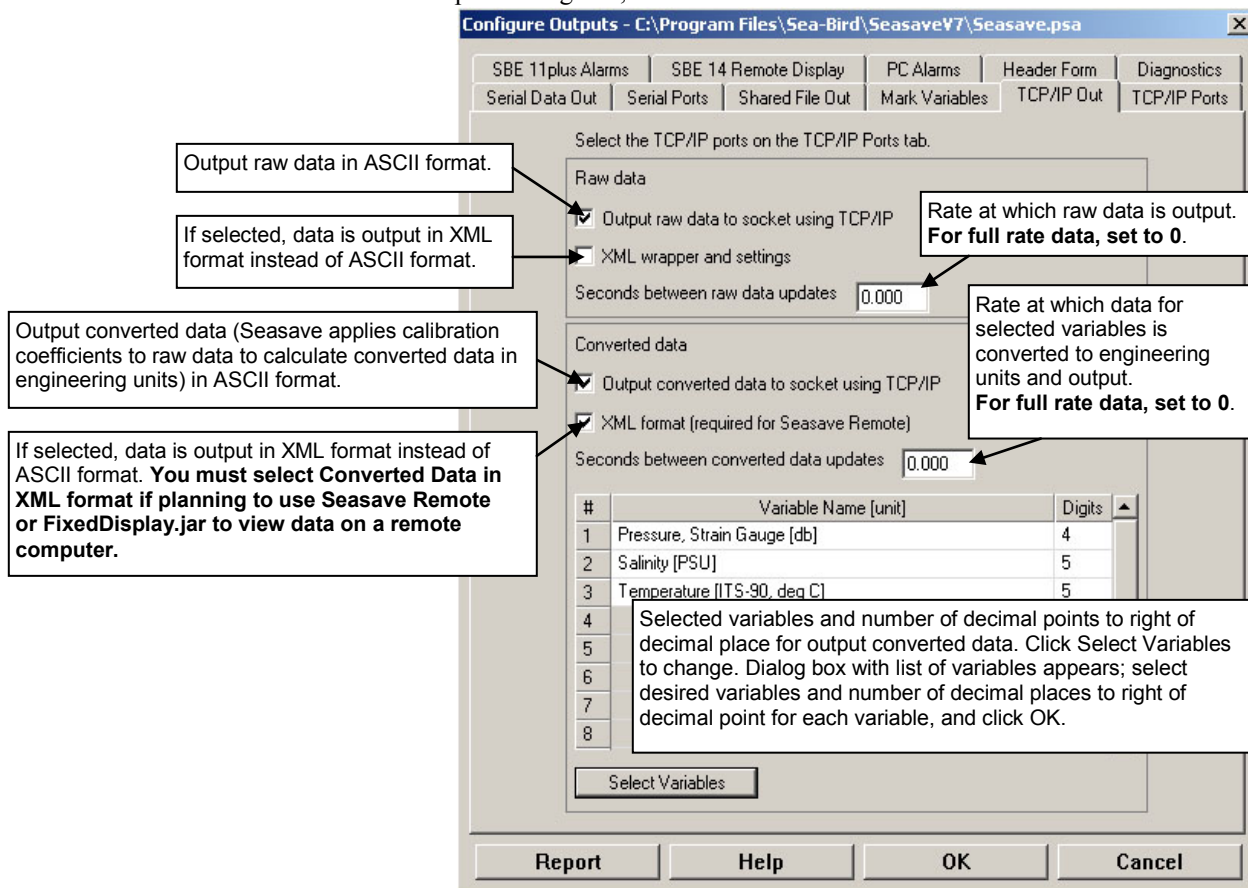 Configure Outputs - C:\Program Files\Sea-Bird\SeasaveV7\Seasave.psa
SBE 11plus Alarms
SBE 14 Remote Display
PC Alarms
Header Form
Diagnostics
Serial Data Out
Serial Ports
Shared File Out
Mark Variables
TCP/IP Out
TCP/IP Ports
Select the TCP/IP ports on the TCP/IP Ports tab.
Output raw data in ASCII format.
Raw data
Output raw data to socket using TCP/IP
Rate at which raw data is output.
For full rate data, set to 0.
If selected, data is output in XML
format instead of ASCII format.
XML wrapper and settings
Seconds between raw data updates
0.000
Rate at which data for
selected variables is
converted to engineering
units and output.
For full rate data, set to 0.
Output converted data (Seasave applies calibration
coefficients to raw data to calculate converted data in
engineering units) in ASCII format.
Converted data
Output converted data to socket using TCP/IP
XML format (required for Seasave Remote)
If selected, data is output in XML format instead of
ASCII format. You must select Converted Data in
XML format if planning to use Seasave Remote
or FixedDisplay.jar to view data on a remote
computer.
Seconds between converted data updates
0.000
# Variable Name [unit] Digits
1 Pressure, Strain Gauge [db] 4
2 Salinity [PSU] 5
3 Temperature [ITS-90, deg C] 5
4
5
6
7
8
Selected variables and number of decimal points to right of
decimal place for output converted data. Click Select Variables
to change. Dialog box with list of variables appears; select
desired variables and number of decimal places to right of
decimal point for each variable, and click OK.
Select Variables
Report
Help
OK
Cancel